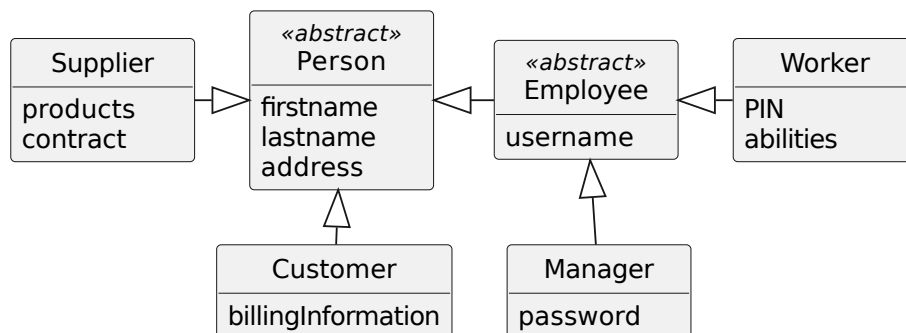 Supplier
products
contract
«abstract»
Person
firstname
lastname
address
«abstract»
Employee
username
Worker
PIN
abilities
Customer
billingInformation
Manager
password